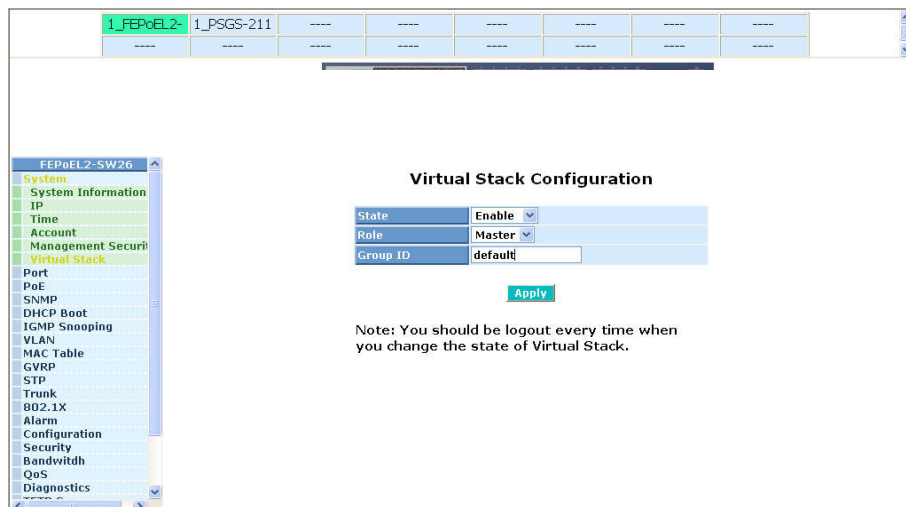 1_FEPoEL2- 1_PSGS-211 ---- ---- ---- ---- ---- ----
---- ---- ---- ---- ---- ---- ---- ----
FEPoEL2-SW26
System
System Information
IP
Time
Account
Management Securit
Virtual Stack
Port
PoE
SNMP
DHCP Boot
IGMP Snooping
VLAN
MAC Table
GVRP
STP
Trunk
802.1X
Alarm
Configuration
Security
Bandwitdh
QoS
Diagnostics
Virtual Stack Configuration
State Enable
Role Master
Group ID default
Apply
Note: You should be logout every time when
you change the state of Virtual Stack.